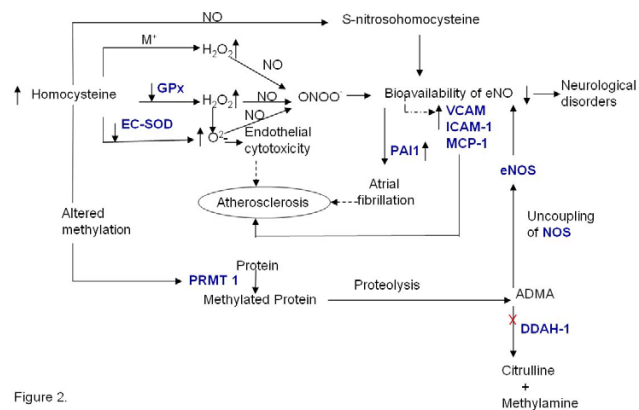 NO
S-nitrosohomocysteine
M⁺
H₂O₂
NO
Homocysteine
GPx
H₂O₂
NO
ONOO⁻
Bioavailability of eNO
Neurological
disorders
EC-SOD
O²⁻
NO
Endothelial
cytotoxicity
VCAM
ICAM-1
MCP-1
PAI1
eNOS
Atherosclerosis
Atrial
fibrillation
Altered
methylation
Uncoupling
of NOS
PRMT 1
Protein
Methylated Protein
Proteolysis
ADMA
X
DDAH-1
Citrulline
+
Methylamine
Figure 2.